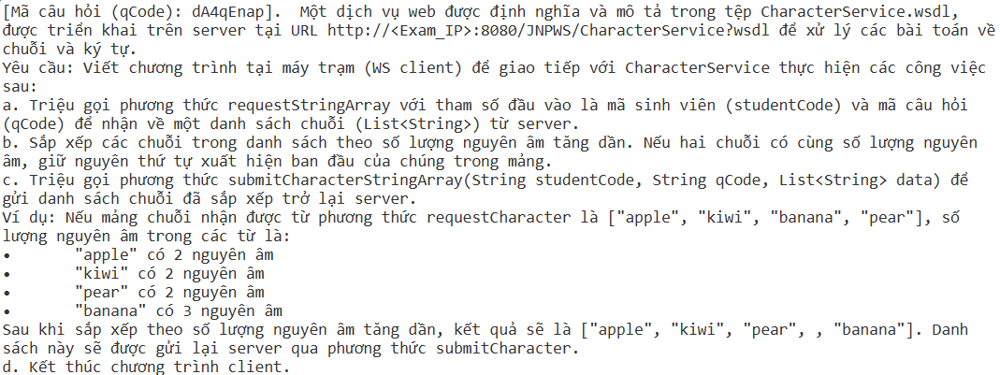 [Mã câu hỏi (qCode): dA4qEnap].  Một dịch vụ web được định nghĩa và mô tả trong tệp CharacterService.wsdl,
được triển khai trên server tại URL http://<Exam_IP>:8080/JNPWS/CharacterService?wsdl để xử lý các bài toán về
chuỗi và ký tự.
Yêu cầu: Viết chương trình tại máy trạm (WS client) để giao tiếp với CharacterService thực hiện các công việc
sau:
a. Triệu gọi phương thức requestStringArray với tham số đầu vào là mã sinh viên (studentCode) và mã câu hỏi
(qCode) để nhận về một danh sách chuỗi (List<String>) từ server.
b. Sắp xếp các chuỗi trong danh sách theo số lượng nguyên âm tăng dần. Nếu hai chuỗi có cùng số lượng nguyên
âm, giữ nguyên thứ tự xuất hiện ban đầu của chúng trong mảng.
c. Triệu gọi phương thức submitCharacterStringArray(String studentCode, String qCode, List<String> data) để
gửi danh sách chuỗi đã sắp xếp trở lại server.
Ví dụ: Nếu mảng chuỗi nhận được từ phương thức requestCharacter là ["apple", "kiwi", "banana", "pear"], số
lượng nguyên âm trong các từ là:
•	"apple" có 2 nguyên âm
•	"kiwi" có 2 nguyên âm
•	"pear" có 2 nguyên âm
•	"banana" có 3 nguyên âm
Sau khi sắp xếp theo số lượng nguyên âm tăng dần, kết quả sẽ là ["apple", "kiwi", "pear", , "banana"]. Danh
sách này sẽ được gửi lại server qua phương thức submitCharacter.
d. Kết thúc chương trình client.